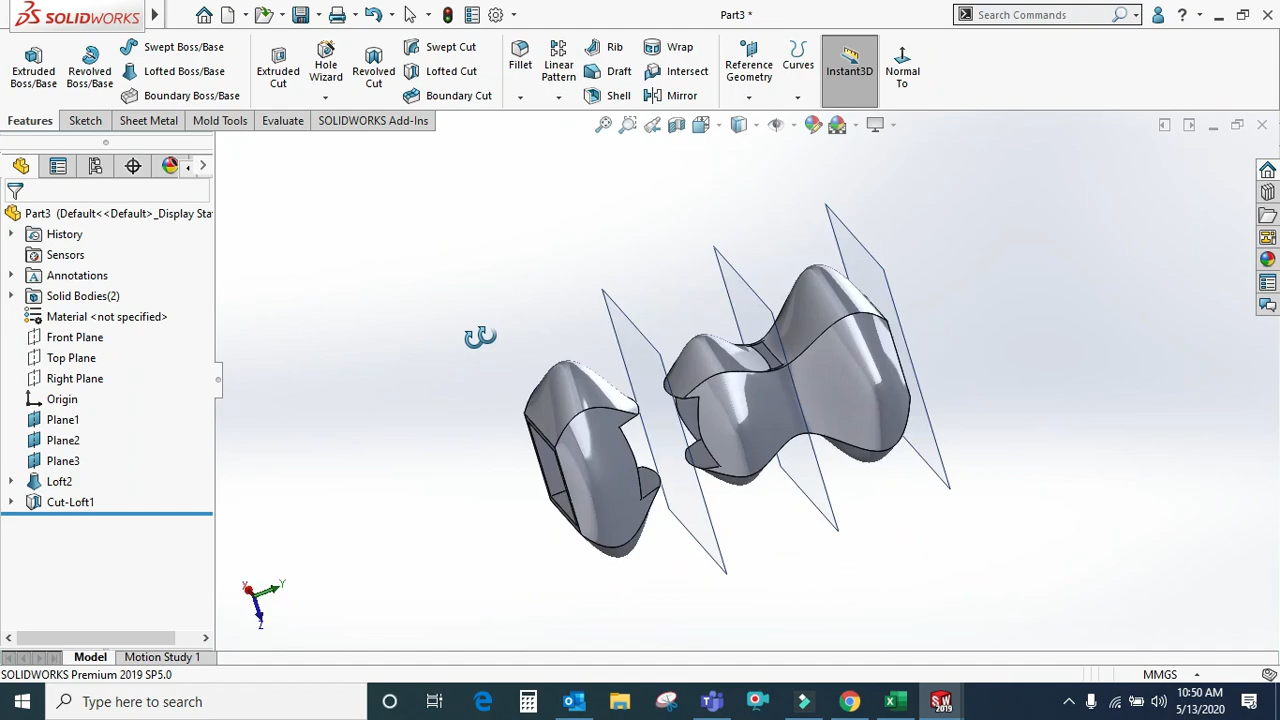 SOLIDWORKS
Part3 *
Search Commands
Extruded Boss/Base
Revolved Boss/Base
Swept Boss/Base
Lofted Boss/Base
Boundary Boss/Base
Extruded Cut
Hole Wizard
Revolved Cut
Swept Cut
Lofted Cut
Boundary Cut
Fillet
Linear Pattern
Rib
Draft
Shell
Wrap
Intersect
Mirror
Reference Geometry
Curves
Instant3D
Normal To
Features
Sketch
Sheet Metal
Mold Tools
Evaluate
SOLIDWORKS Add-Ins
Part3 (Default<<Default>_Display Sta
History
Sensors
Annotations
Solid Bodies(2)
Material <not specified>
Front Plane
Top Plane
Right Plane
Origin
Plane1
Plane2
Plane3
Loft2
Cut-Loft1
X
Y
Z
Model
Motion Study 1
SOLIDWORKS Premium 2019 SP5.0
MMGS
Type here to search
SW
2019
10:50 AM
5/13/2020